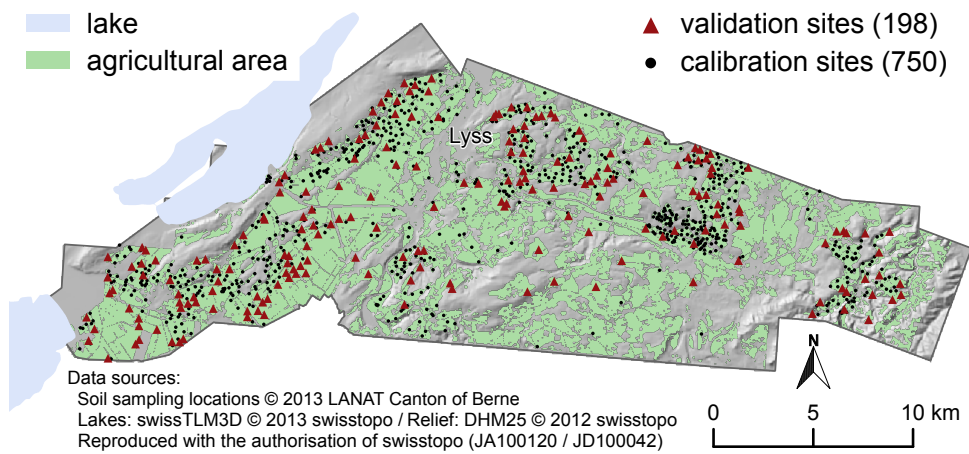 lake
agricultural area
validation sites (198)
calibration sites (750)
Lyss
N
Data sources:
Soil sampling locations © 2013 LANAT Canton of Berne
Lakes: swissTLM3D © 2013 swisstopo / Relief: DHM25 © 2012 swisstopo
Reproduced with the authorisation of swisstopo (JA100120 / JD100042)
0 5 10 km